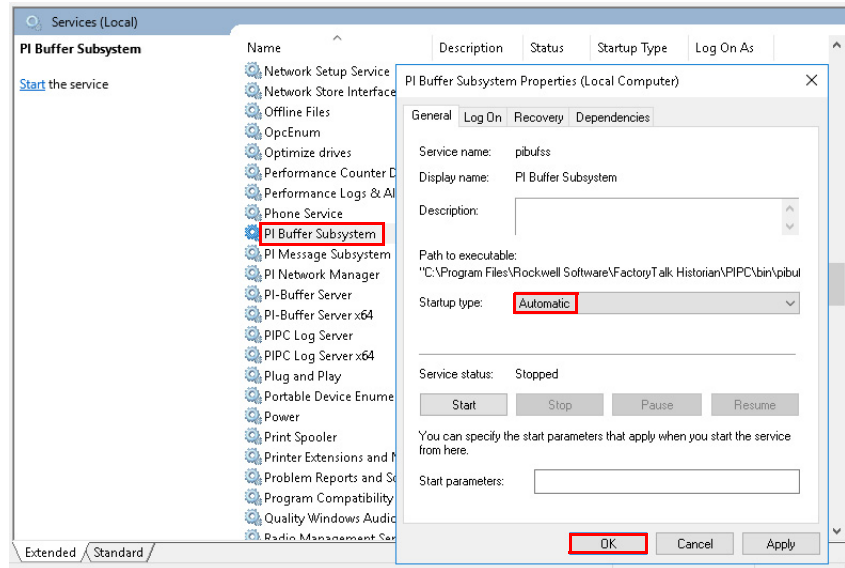 Services (Local)
PI Buffer Subsystem
Start the service
Name Description Status Startup Type Log On As
Network Setup Service
Network Store Interface
Offline Files
OpcEnum
Optimize drives
Performance Counter D
Performance Logs & Al
Phone Service
PI Buffer Subsystem
PI Message Subsystem
PI Network Manager
PI-Buffer Server
PI-Buffer Server x64
PIPC Log Server
PIPC Log Server x64
Plug and Play
Portable Device Enume
Power
Print Spooler
Printer Extensions and N
Problem Reports and So
Program Compatibility
Quality Windows Audio
Radio Management Ser
PI Buffer Subsystem Properties (Local Computer)
General Log On Recovery Dependencies
Service name: pibufss
Display name: PI Buffer Subsystem
Description:
Path to executable:
"C:\Program Files\Rockwell Software\FactoryTalk Historian\PIPC\bin\pibuf
Startup type: Automatic
Service status: Stopped
Start Stop Pause Resume
You can specify the start parameters that apply when you start the service
from here.
Start parameters:
OK Cancel Apply
Extended Standard